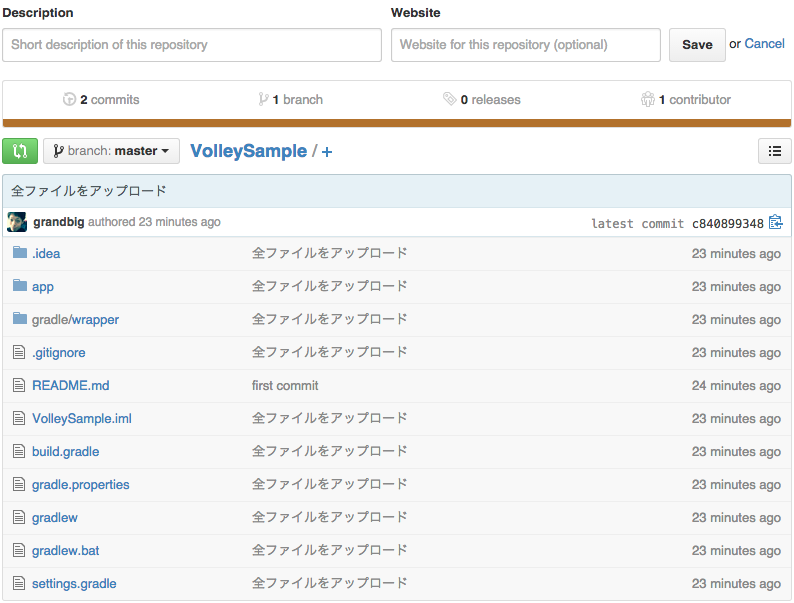 Description Website
Short description of this repository Website for this repository (optional) Save or Cancel
2 commits 1 branch 0 releases 1 contributor
branch: master VolleySample / +
全ファイルをアップロード
grandbig authored 23 minutes ago latest commit c840899348
.idea 全ファイルをアップロード 23 minutes ago
app 全ファイルをアップロード 23 minutes ago
gradle/wrapper 全ファイルをアップロード 23 minutes ago
.gitignore 全ファイルをアップロード 23 minutes ago
README.md first commit 24 minutes ago
VolleySample.iml 全ファイルをアップロード 23 minutes ago
build.gradle 全ファイルをアップロード 23 minutes ago
gradle.properties 全ファイルをアップロード 23 minutes ago
gradlew 全ファイルをアップロード 23 minutes ago
gradlew.bat 全ファイルをアップロード 23 minutes ago
settings.gradle 全ファイルをアップロード 23 minutes ago